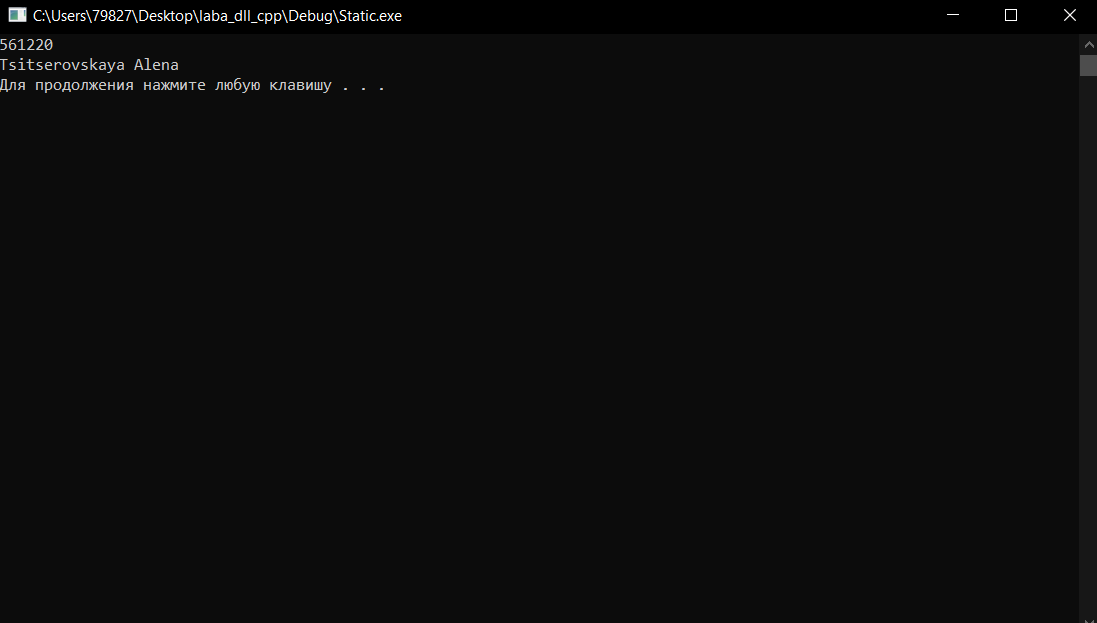 C:\Users\79827\Desktop\laba_dll_cpp\Debug\Static.exe
561220
Tsitserovskaya Alena
Для продолжения нажмите любую клавишу . . .